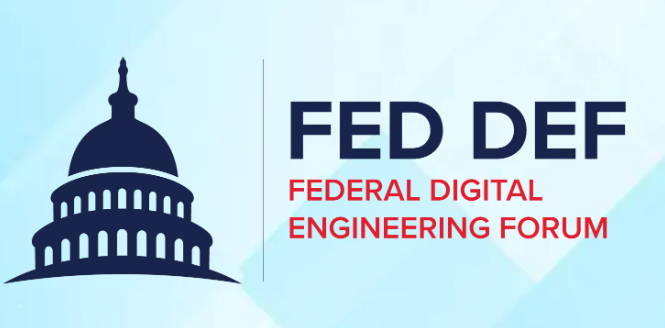 FED DEF
FEDERAL DIGITAL
ENGINEERING FORUM